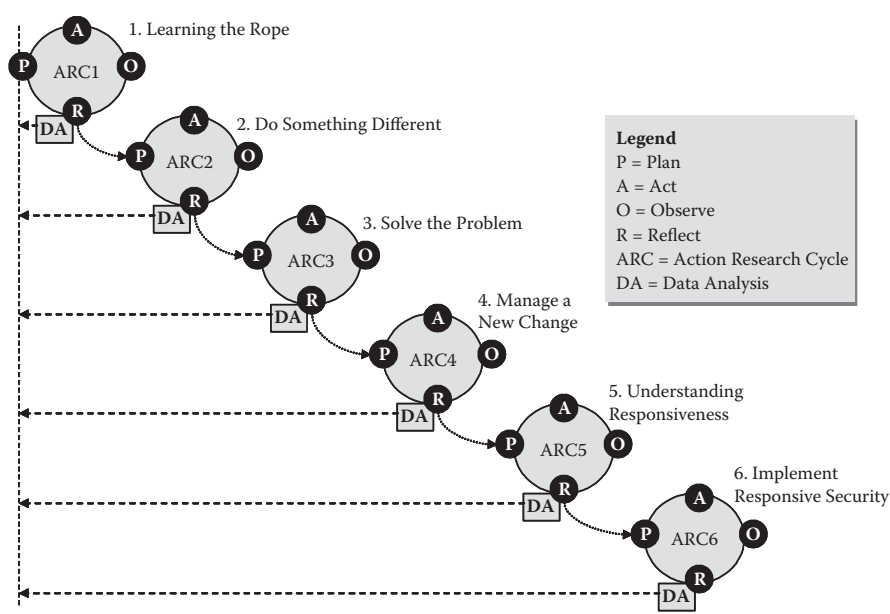 1. Learning the Rope
A
P
O
ARC1
R
DA
2. Do Something Different
A
P
O
ARC2
R
DA
3. Solve the Problem
A
P
O
ARC3
R
DA
4. Manage a
New Change
A
P
O
ARC4
R
DA
5. Understanding
Responsiveness
A
P
O
ARC5
R
DA
6. Implement
Responsive Security
A
P
O
ARC6
R
DA
Legend
P = Plan
A = Act
O = Observe
R = Reflect
ARC = Action Research Cycle
DA = Data Analysis